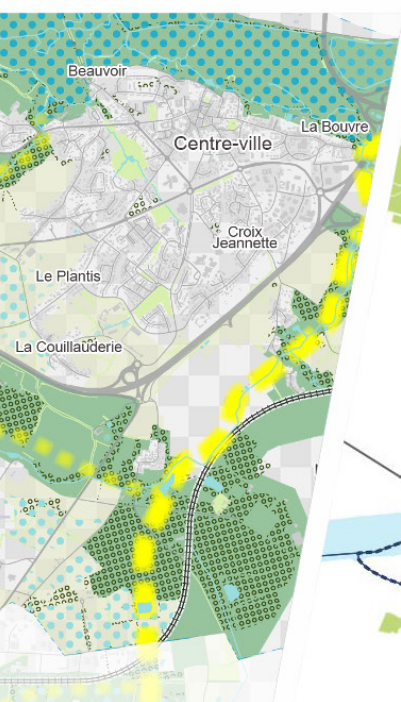 Beauvoir
La Bouvre
Centre-ville
Croix
Jeannette
Le Plantis
La Couillauderie